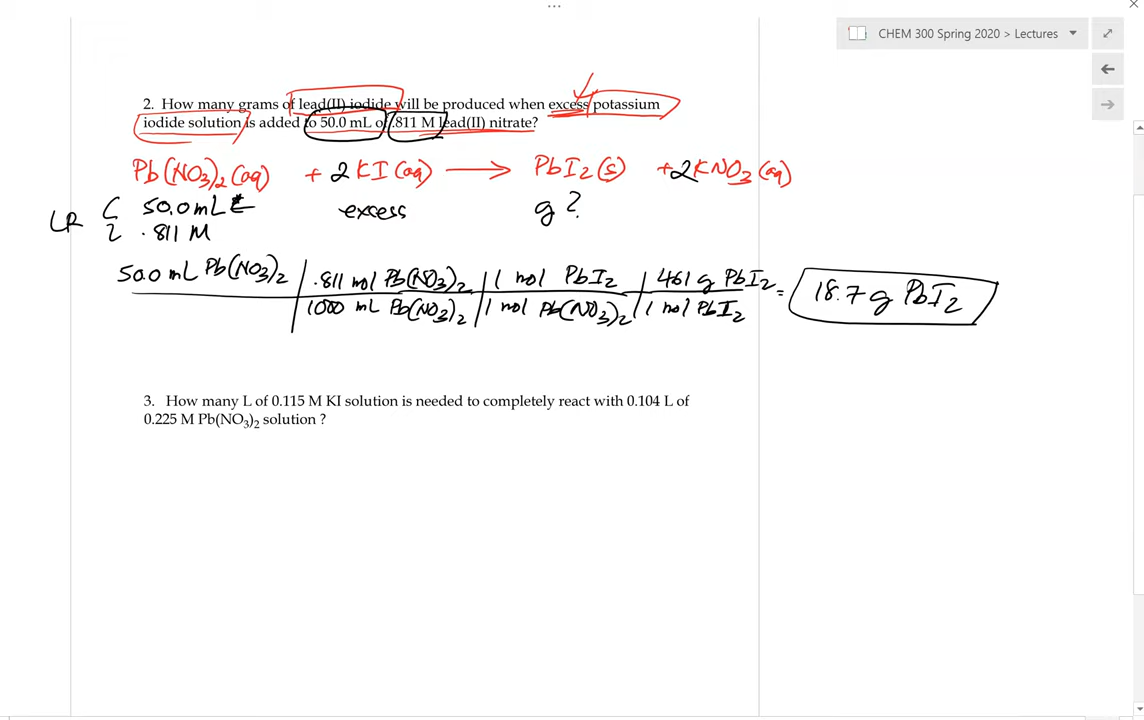 CHEM 300 Spring 2020 > Lectures
2. How many grams of lead(II) iodide will be produced when excess potassium
iodide solution is added to 50.0 mL of .811 M lead(II) nitrate?
Pb(NO₃)₂(aq) + 2KI(aq) → PbI₂(s) + 2KNO₃(aq)
LR 50.0mL excess g ?
.811 M
50.0 mL Pb(NO₃)₂ | .811 mol Pb(NO₃)₂ | 1 mol PbI₂ | 461 g PbI₂ = 18.7 g PbI₂
1000 mL Pb(NO₃)₂ | 1 mol Pb(NO₃)₂ | 1 mol PbI₂
3. How many L of 0.115 M KI solution is needed to completely react with 0.104 L of
0.225 M Pb(NO₃)₂ solution ?